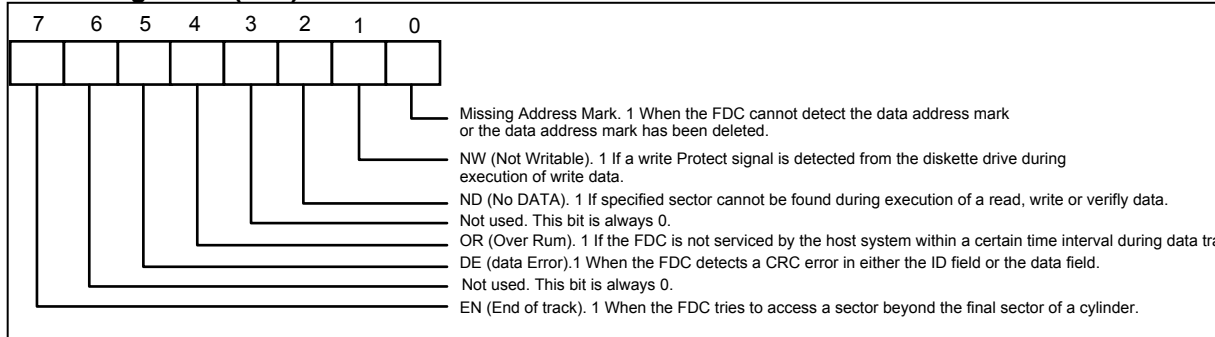 7 6 5 4 3 2 1 0
Missing Address Mark. 1 When the FDC cannot detect the data address mark
or the data address mark has been deleted.
NW (Not Writable). 1 If a write Protect signal is detected from the diskette drive during
execution of write data.
ND (No DATA). 1 If specified sector cannot be found during execution of a read, write or verifly data.
Not used. This bit is always 0.
OR (Over Rum). 1 If the FDC is not serviced by the host system within a certain time interval during data
DE (data Error).1 When the FDC detects a CRC error in either the ID field or the data field.
Not used. This bit is always 0.
EN (End of track). 1 When the FDC tries to access a sector beyond the final sector of a cylinder.